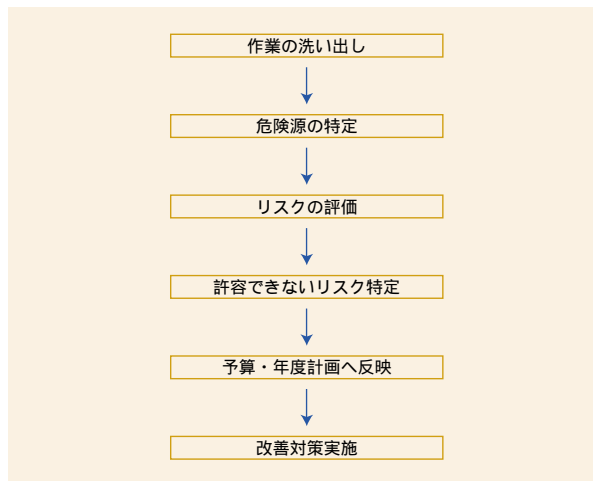 作業の洗い出し
危険源の特定
リスクの評価
許容できないリスク特定
予算・年度計画へ反映
改善対策実施